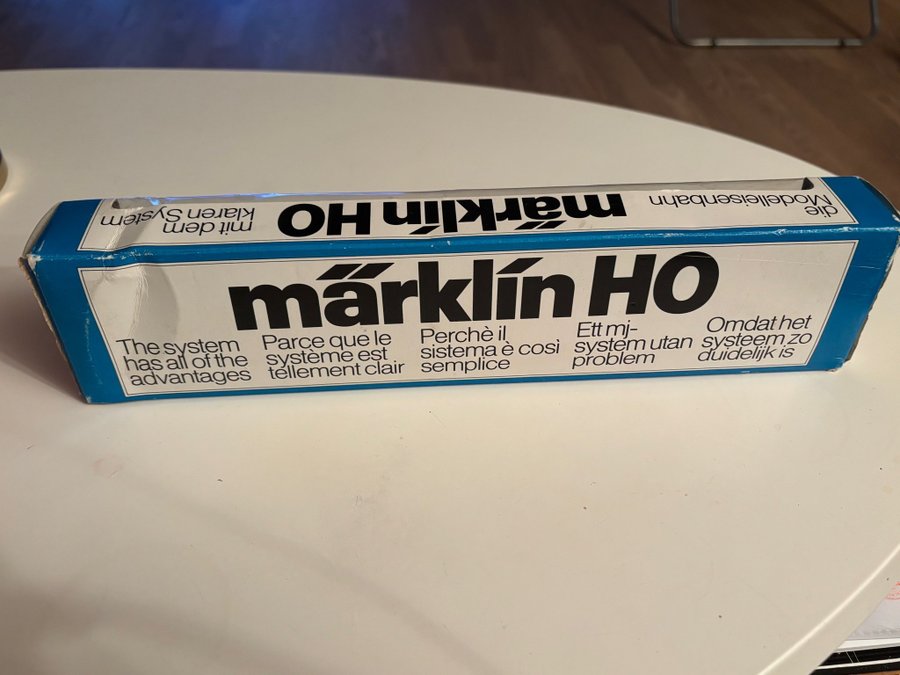 die
Modelleisenbahn
märklin HO
mit dem
klaren System
märklin HO
The system
has all of the
advantages
Parce que le
système est
tellement clair
Perchè il
sistema è così
semplice
Ett mj-
system utan
problem
Omdat het
systeem zo
duidelijk is